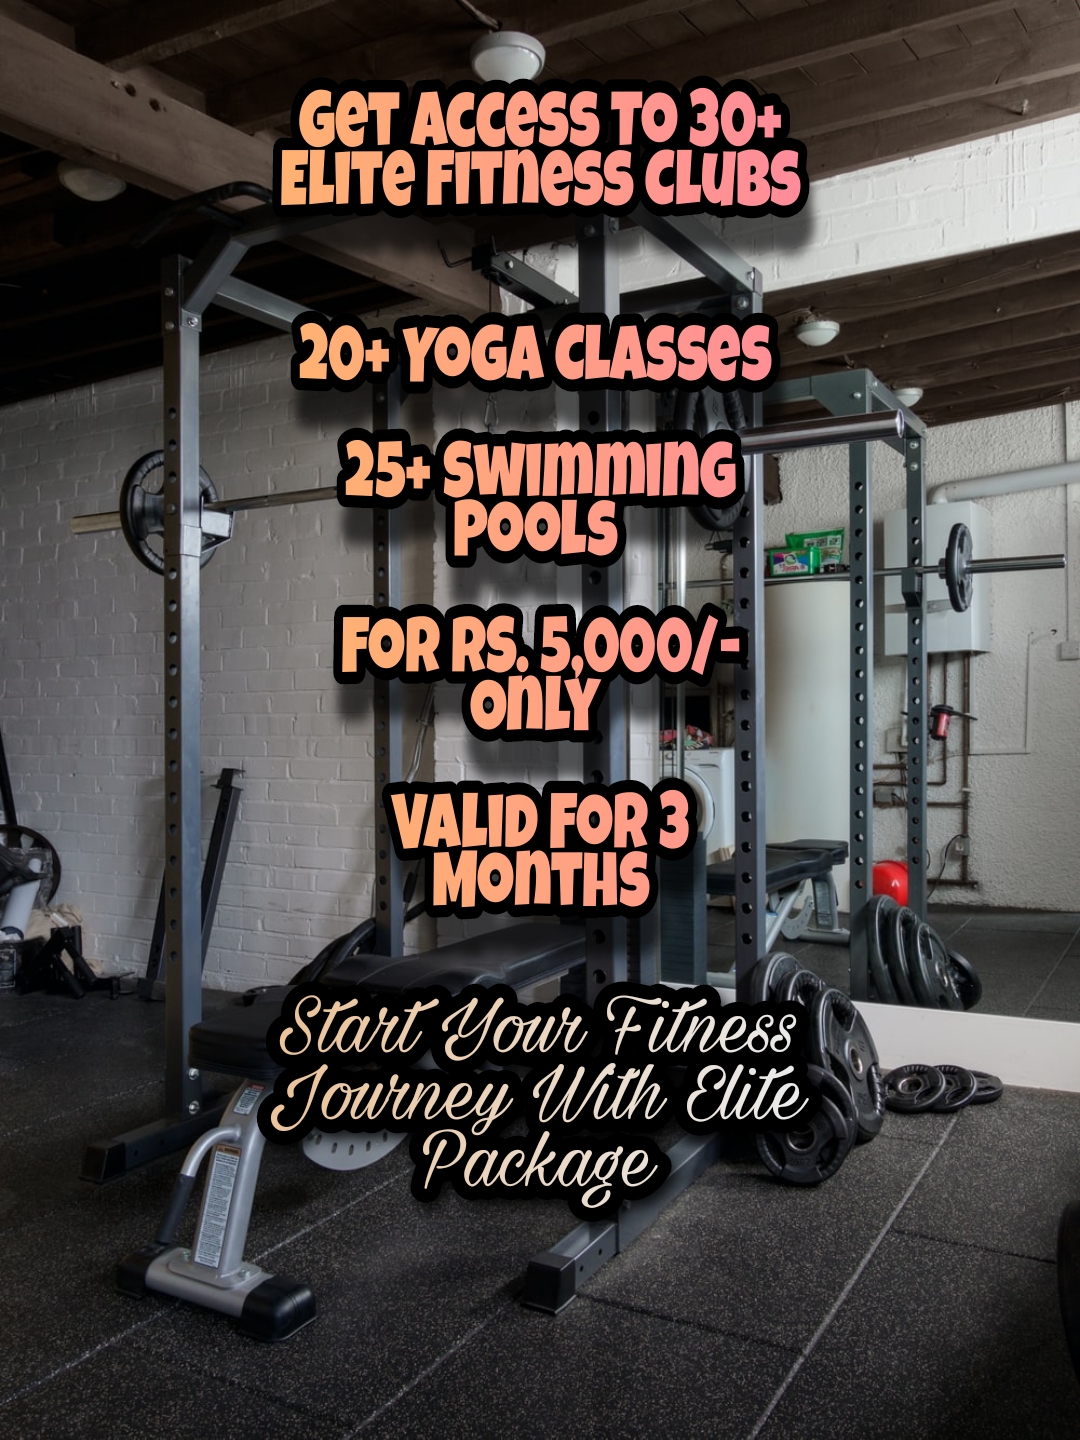 Get Access to 30+
Elite Fitness Clubs
20+ Yoga Classes
25+ Swimming
Pools
For Rs. 5,000/-
Only
Valid for 3
Months
Start Your Fitness
Journey With Elite
Package